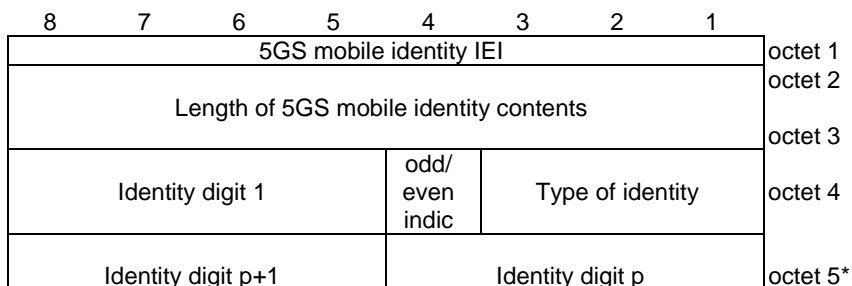 8 7 6 5 4 3 2 1
5GS mobile identity IEI octet 1
octet 2
Length of 5GS mobile identity contents
octet 3
odd/
Identity digit 1 even Type of identity octet 4
indic
Identity digit p+1 Identity digit p octet 5*